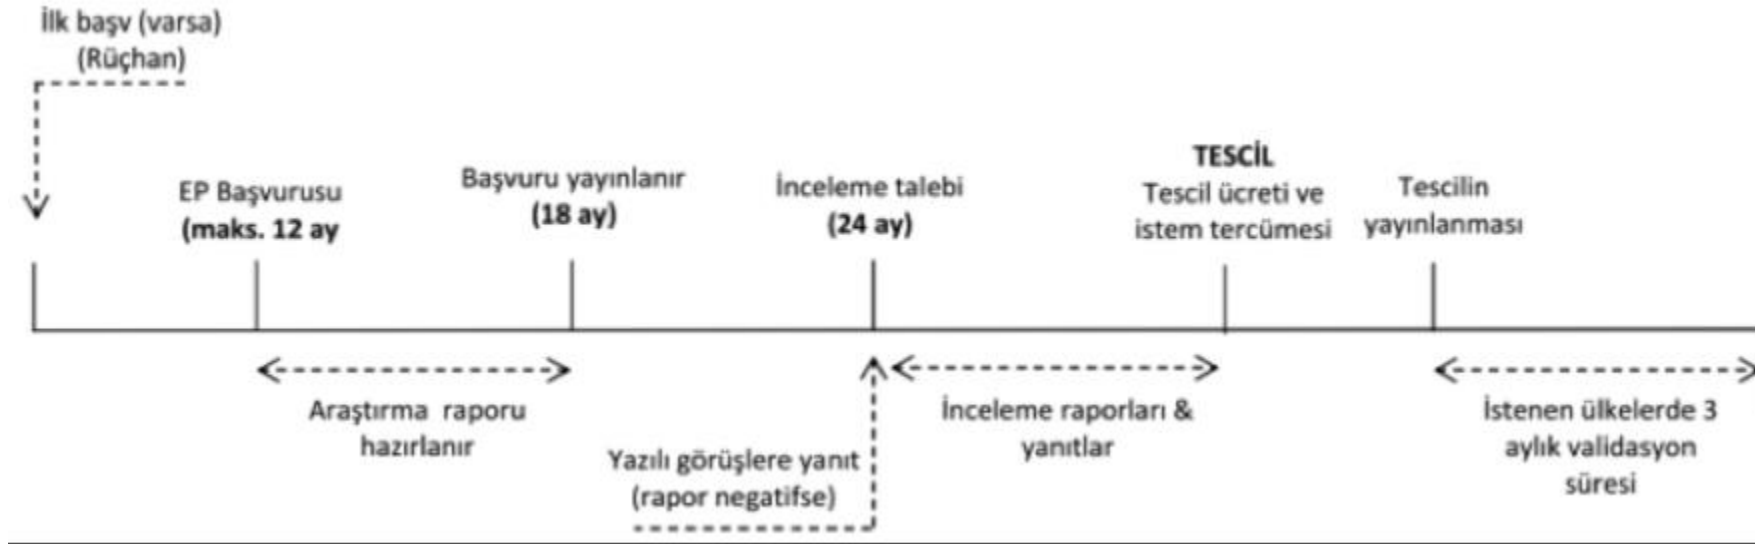 İlk başv (varsa)
(Rüçhan)
EP Başvurusu
(maks. 12 ay
Başvuru yayınlanır
(18 ay)
İnceleme talebi
(24 ay)
TESCİL
Tescil ücreti ve
istem tercümesi
Tescilin
yayınlanması
Araştırma raporu
hazırlanır
Yazılı görüşlere yanıt
(rapor negatifse)
İnceleme raporları &
yanıtlar
İstenen ülkelerde 3
aylık validasyon
süresi